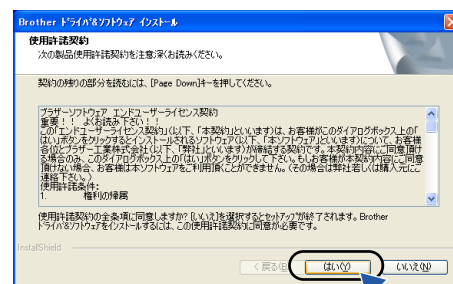 Brother ﾄﾞﾗｲﾊﾞ&ｿﾌﾄｳｪｱ ｲﾝｽﾄｰﾙ
使用許諾契約
次の製品使用許諾契約を注意深くお読みください。
契約の残りの部分を読むには、[Page Down]キーを押してください。
ブラザーソフトウェア エンドユーザーライセンス契約
重要!! よくお読み下さい!!
この「エンドユーザーライセンス契約」(以下、「本契約」といいます)は、お客様がこのダイアログボックス上の「
はい」ボタンをクリックするとインストールされるソフトウェア(以下、「本ソフトウェア」といいます)について、お客様
各位とブラザー工業株式会社(以下、「弊社」といいます)が締結する契約です。本契約内容にご同意頂け
る場合のみ、このダイアログボックス上の「はい」ボタンをクリックして下さい。もしお客様が本契約内容にご同意
頂けない場合、お客様は本ソフトウェアをご利用頂くことができません。(その場合は弊社若しくは購入元にご
連絡下さい。)
使用許諾条件:
1. 権利の帰属
使用許諾契約の全条項に同意しますか? [いいえ]を選択するとｾｯﾄｱｯﾌﾟが終了されます。Brother
ﾄﾞﾗｲﾊﾞ&ｿﾌﾄｳｪｱをｲﾝｽﾄｰﾙするには、この使用許諾契約に同意が必要です。
InstallShield
< 戻る(B) はい(Y) いいえ(N)